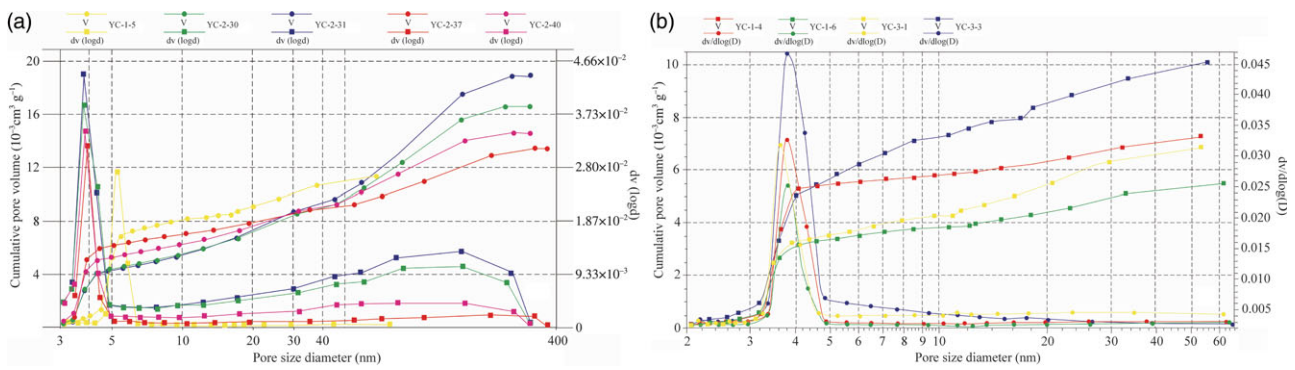 (a)
V YC-1-5 V YC-2-30 V YC-2-31 V YC-2-37 V YC-2-40
dv (logd) dv (logd) dv (logd) dv (logd) dv (logd)
Cumulative pore volume (10⁻³cm³ g⁻¹)
20
16
12
8
4
0
3 4 5 10 20 30 40 400
Pore size diameter (nm)
4.66×10⁻²
3.73×10⁻²
2.80×10⁻²
1.87×10⁻²
9.33×10⁻³
0
dv (logd)
(b)
V YC-1-4 V YC-1-6 V YC-3-1 V YC-3-3
dv/dlog(D) dv/dlog(D) dv/dlog(D) dv/dlog(D)
Cumulative pore volume (10⁻³cm³ g⁻¹)
10
8
6
4
2
0
2 3 4 5 6 7 8 9 10 20 30 40 50 60
Pore size diameter (nm)
0.045
0.040
0.035
0.030
0.025
0.020
0.015
0.010
0.005
0.000
dv/dlog(D)